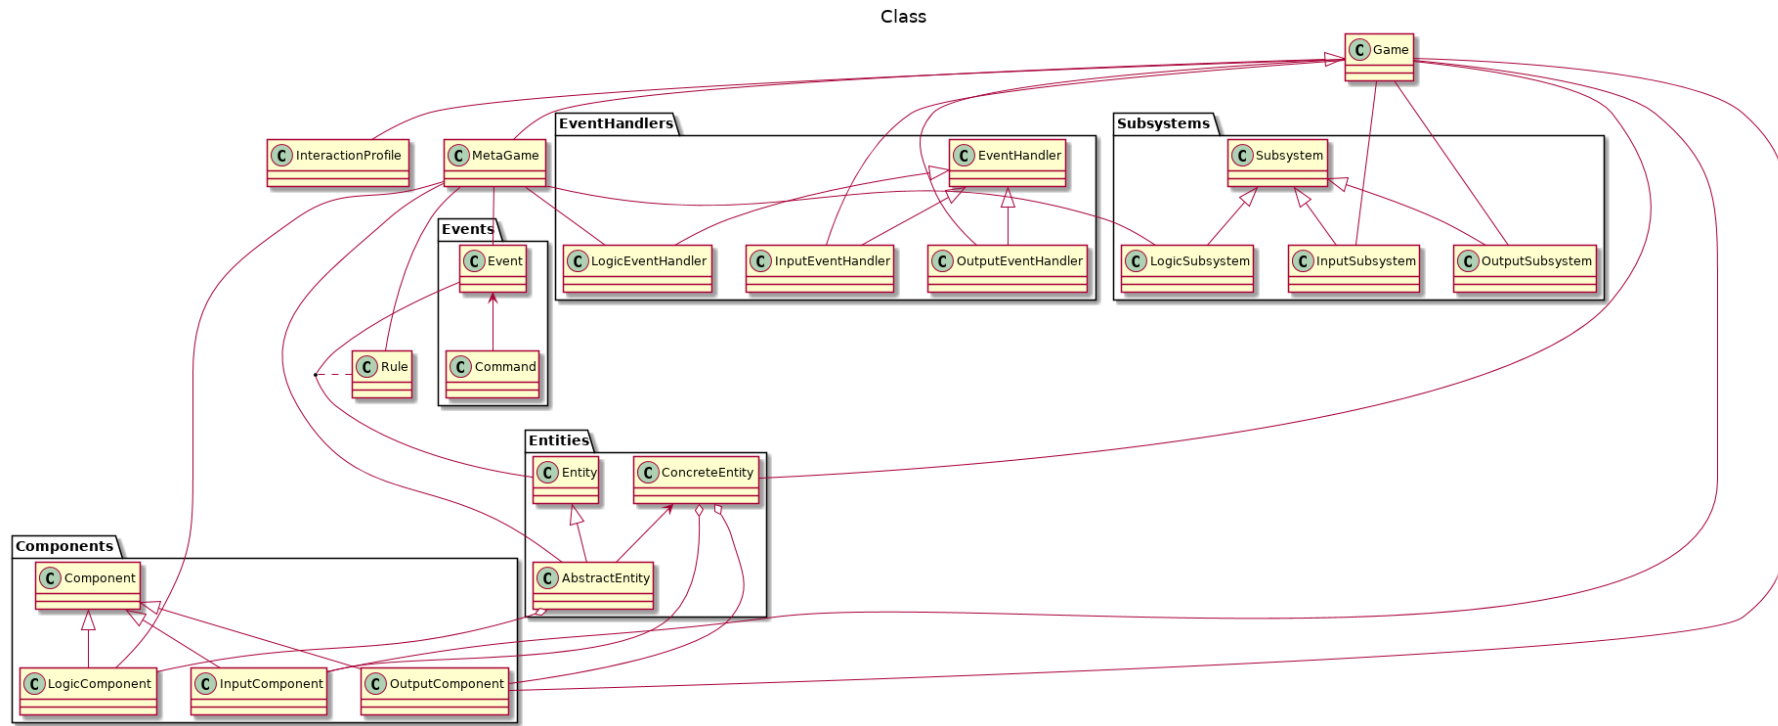 Class
C Game
EventHandlers
Subsystems
C InteractionProfile
C MetaGame
C EventHandler
C Subsystem
Events
C Event
C LogicEventHandler
C InputEventHandler
C OutputEventHandler
C LogicSubsystem
C InputSubsystem
C OutputSubsystem
C Rule
C Command
Entities
C Entity
C ConcreteEntity
Components
C Component
C AbstractEntity
C LogicComponent
C InputComponent
C OutputComponent